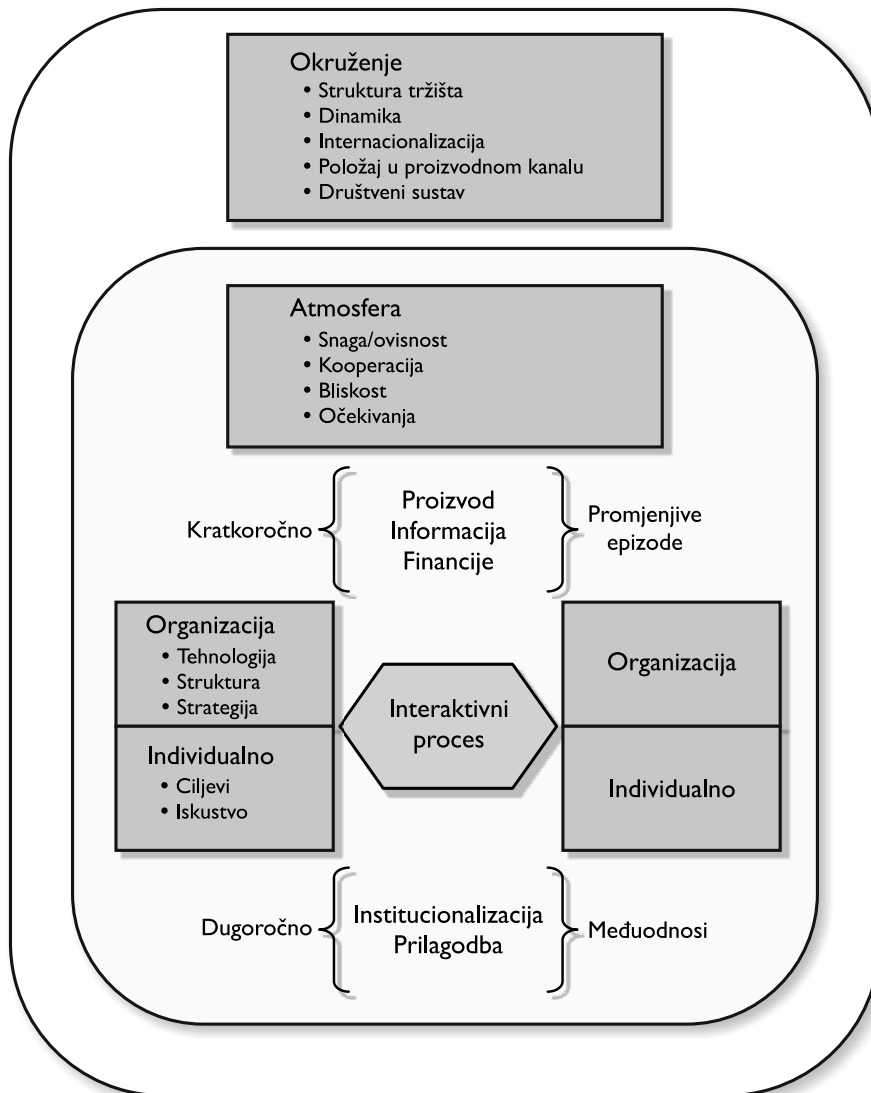 Okruženje
• Struktura tržišta
• Dinamika
• Internacionalizacija
• Položaj u proizvodnom kanalu
• Društveni sustav
Atmosfera
• Snaga/ovisnost
• Kooperacija
• Bliskost
• Očekivanja
Kratkoročno
Proizvod
Informacija
Financije
Promjenjive
epizode
Organizacija
• Tehnologija
• Struktura
• Strategija
Individualno
• Ciljevi
• Iskustvo
Interaktivni
proces
Organizacija
Individualno
Dugoročno
Institucionalizacija
Prilagodba
Međuodnosi